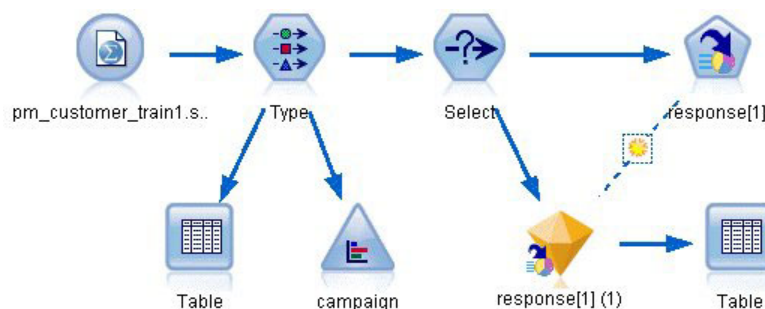 pm_customer_train1.s..
Type
Select
response[1]
Table
campaign
response[1] (1)
Table